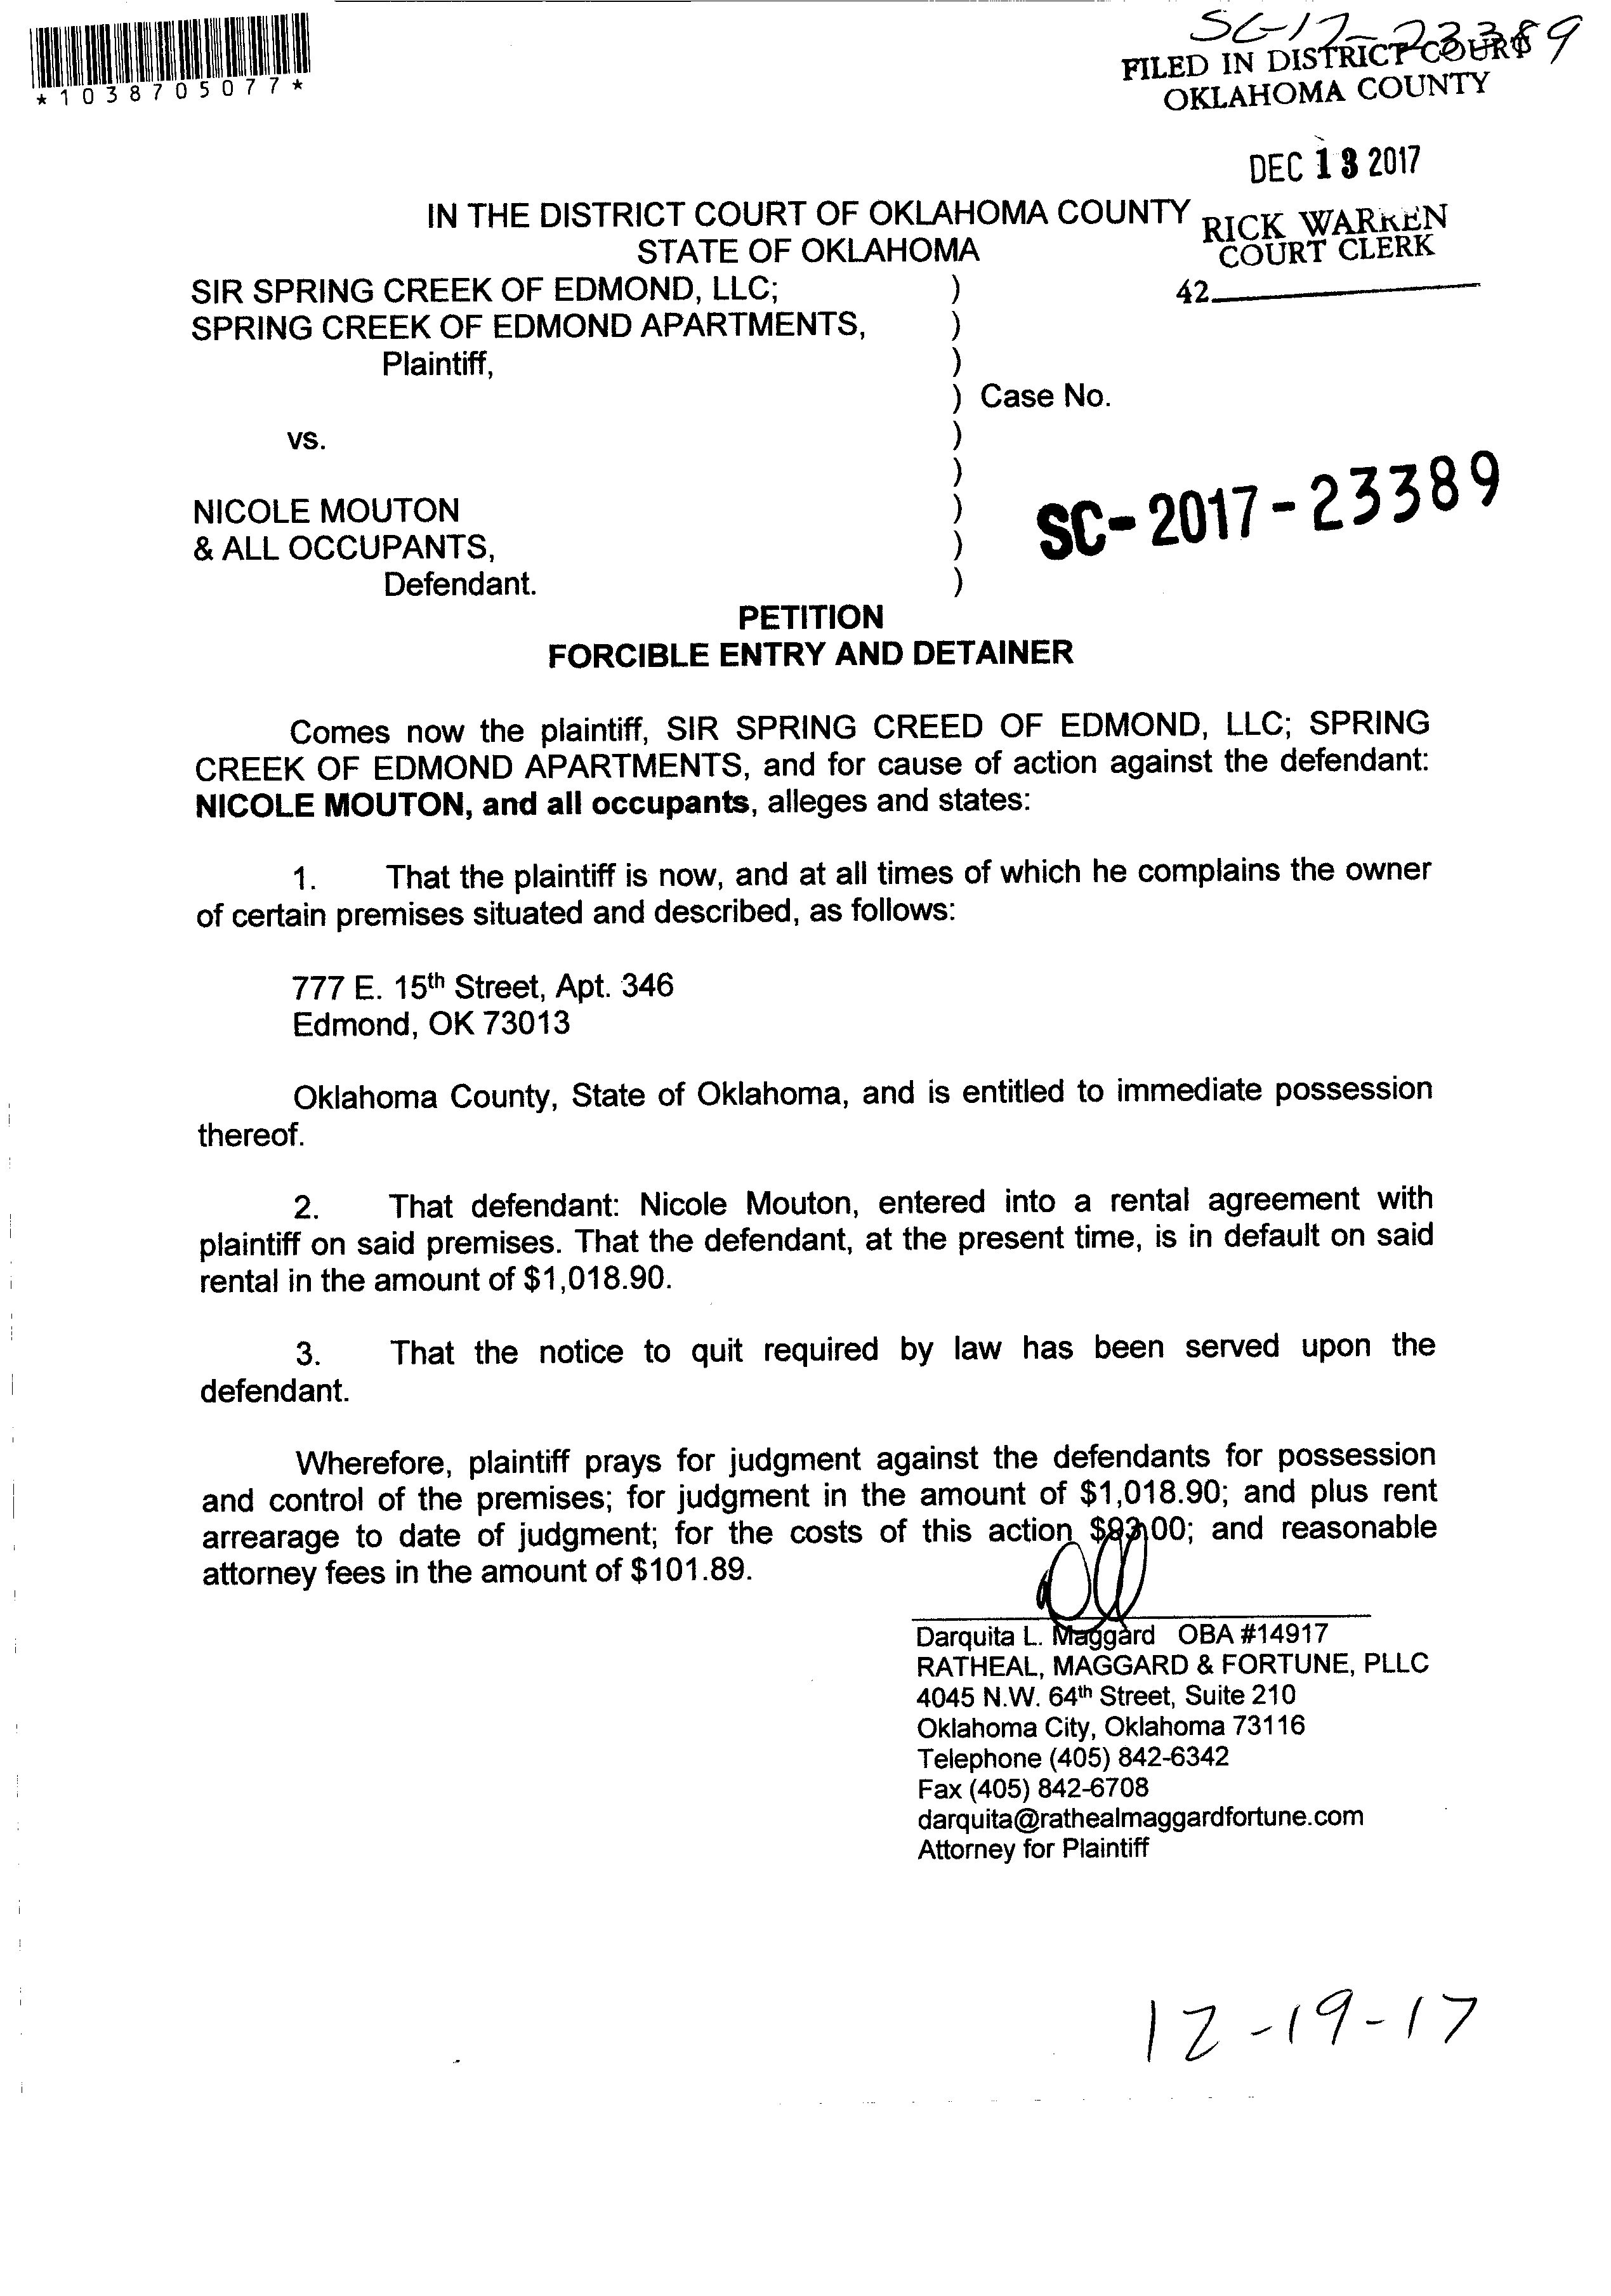 *1038705077*
SC-17-23389
FILED IN DISTRICT COURT
OKLAHOMA COUNTY
DEC 13 2017
RICK WARREN
COURT CLERK
42
IN THE DISTRICT COURT OF OKLAHOMA COUNTY
STATE OF OKLAHOMA
SIR SPRING CREEK OF EDMOND, LLC; )
SPRING CREEK OF EDMOND APARTMENTS, )
Plaintiff, )
) Case No.
vs. )
)
NICOLE MOUTON )
& ALL OCCUPANTS, )
Defendant. )
SC-2017-23389
PETITION
FORCIBLE ENTRY AND DETAINER
Comes now the plaintiff, SIR SPRING CREED OF EDMOND, LLC; SPRING
CREEK OF EDMOND APARTMENTS, and for cause of action against the defendant:
NICOLE MOUTON, and all occupants, alleges and states:
1. That the plaintiff is now, and at all times of which he complains the owner
of certain premises situated and described, as follows:
777 E. 15th Street, Apt. 346
Edmond, OK 73013
Oklahoma County, State of Oklahoma, and is entitled to immediate possession
thereof.
2. That defendant: Nicole Mouton, entered into a rental agreement with
plaintiff on said premises. That the defendant, at the present time, is in default on said
rental in the amount of $1,018.90.
3. That the notice to quit required by law has been served upon the
defendant.
Wherefore, plaintiff prays for judgment against the defendants for possession
and control of the premises; for judgment in the amount of $1,018.90; and plus rent
arrearage to date of judgment; for the costs of this action and reasonable
attorney fees in the amount of $101.89.
Darquita L. Maggard OBA #14917
RATHEAL, MAGGARD & FORTUNE, PLLC
4045 N.W. 64th Street, Suite 210
Oklahoma City, Oklahoma 73116
Telephone (405) 842-6342
Fax (405) 842-6708
darquita@rathealmaggardfortune.com
Attorney for Plaintiff
12-19-17